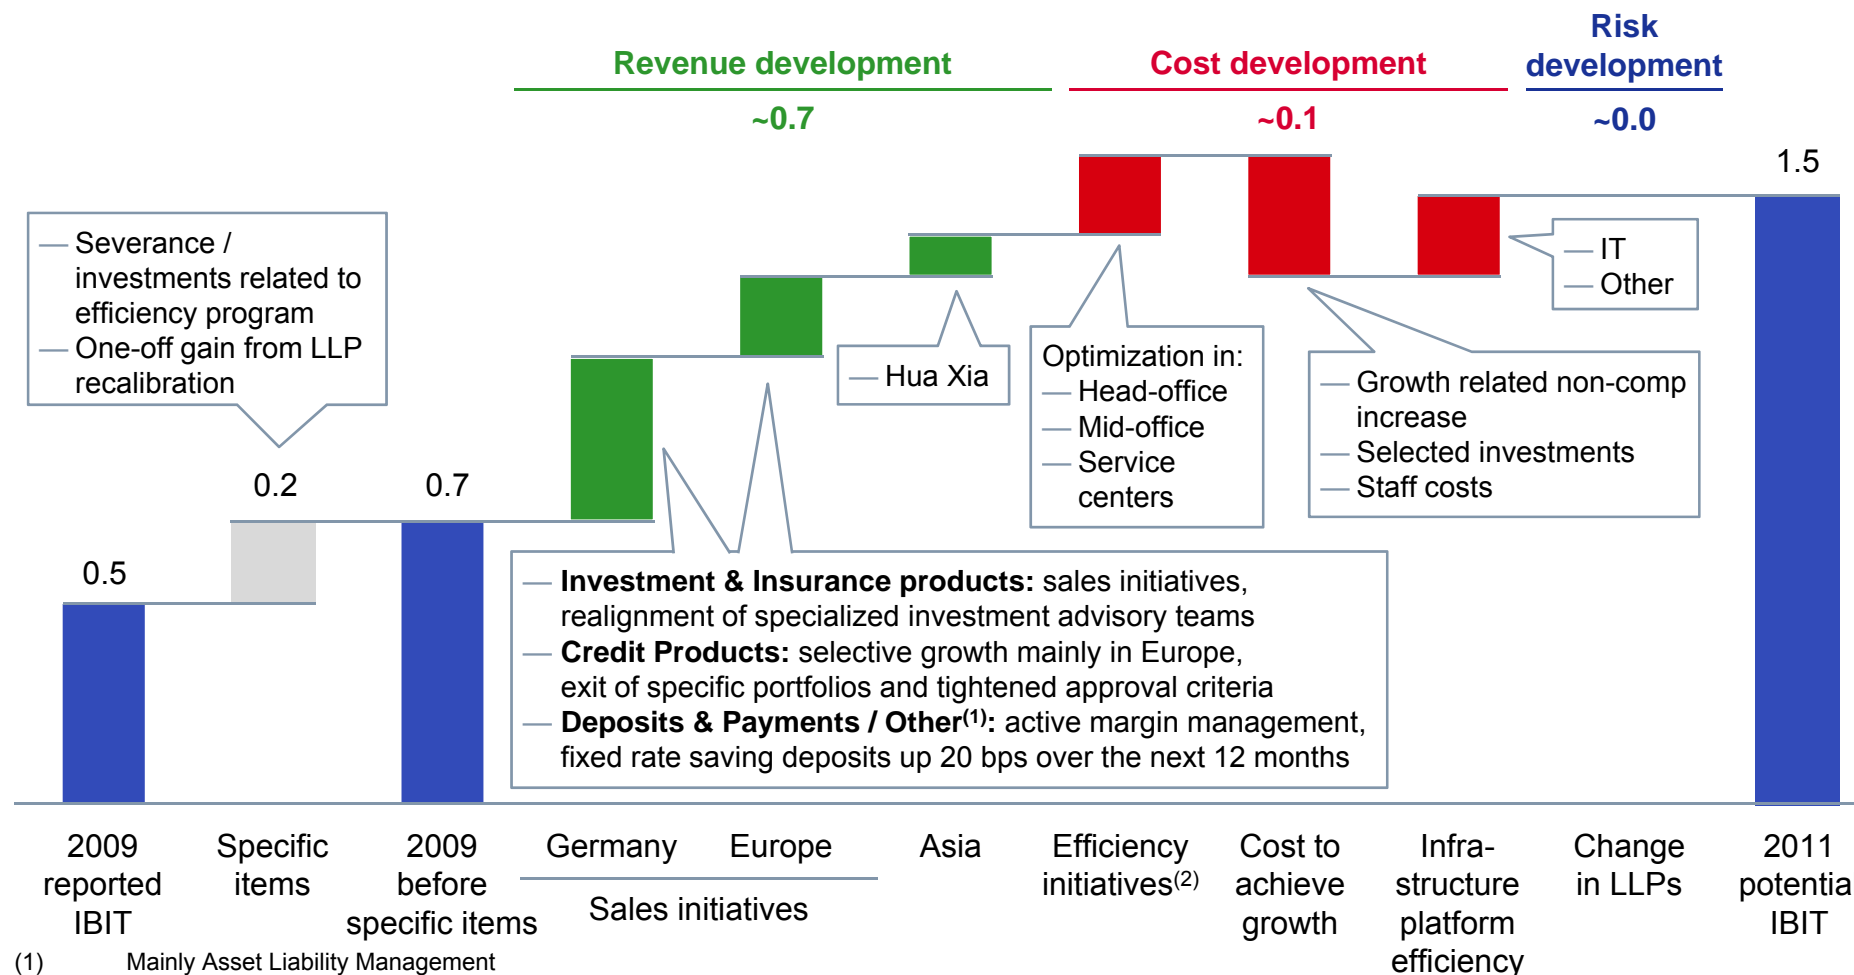 Revenue development
~0.7
Cost development
~0.1
Risk
development
~0.0
1.5
— Severance /
investments related to
efficiency program
— One-off gain from LLP
recalibration
0.2
0.7
0.5
— Hua Xia
Optimization in:
— Head-office
— Mid-office
— Service
centers
— IT
— Other
— Growth related non-comp
increase
— Selected investments
— Staff costs
— Investment & Insurance products: sales initiatives,
realignment of specialized investment advisory teams
— Credit Products: selective growth mainly in Europe,
exit of specific portfolios and tightened approval criteria
— Deposits & Payments / Other(1): active margin management,
fixed rate saving deposits up 20 bps over the next 12 months
2009
reported
IBIT
Specific
items
2009
before
specific items
Germany
Europe
Sales initiatives
Asia
Efficiency
initiatives(2)
Cost to
achieve
growth
Infra-
structure
platform
efficiency
Change
in LLPs
2011
potentia
IBIT
(1) Mainly Asset Liability Management